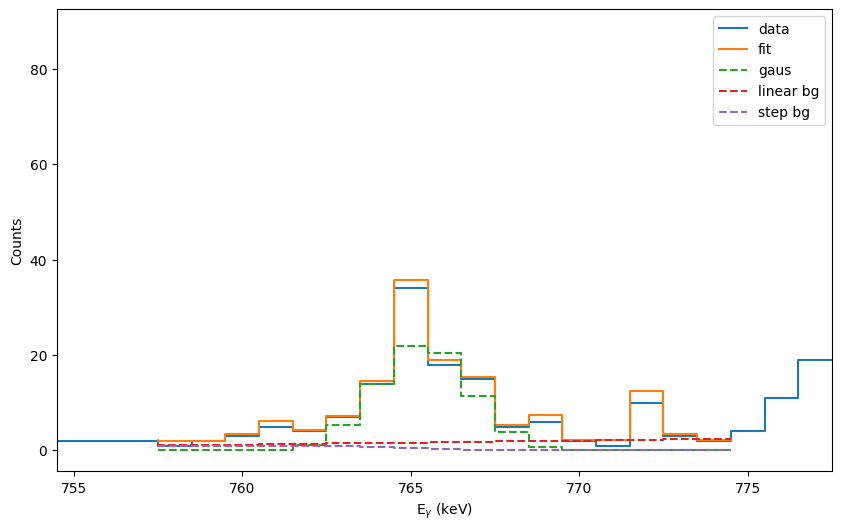 data
fit
gaus
linear bg
step bg
80
60
40
20
0
Counts
755
760
765
770
775
Eγ (keV)